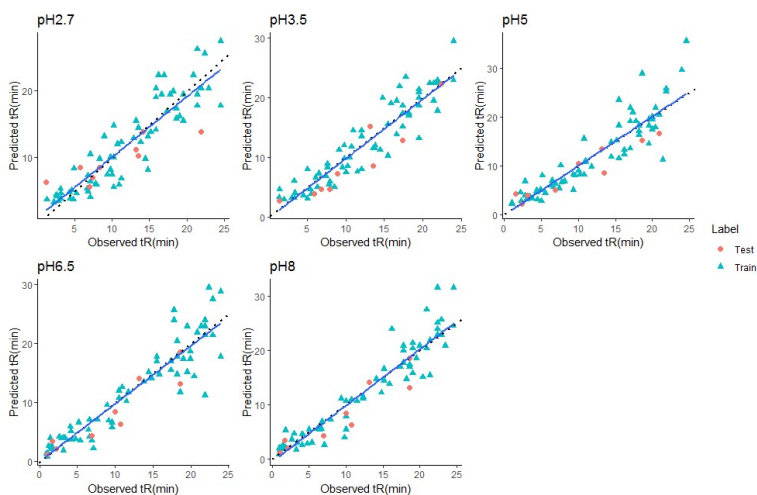 pH2.7
pH3.5
pH5
Predicted tR(min)
20
10
5 10 15 20 25
Observed tR(min)
Predicted tR(min)
30
20
10
0
0 5 10 15 20 25
Observed tR(min)
Predicted tR(min)
30
20
10
0
0 5 10 15 20 25
Observed tR(min)
Label
Test
Train
pH6.5
pH8
Predicted tR(min)
30
20
10
0
0 5 10 15 20 25
Observed tR(min)
Predicted tR(min)
30
20
10
0
0 5 10 15 20 25
Observed tR(min)